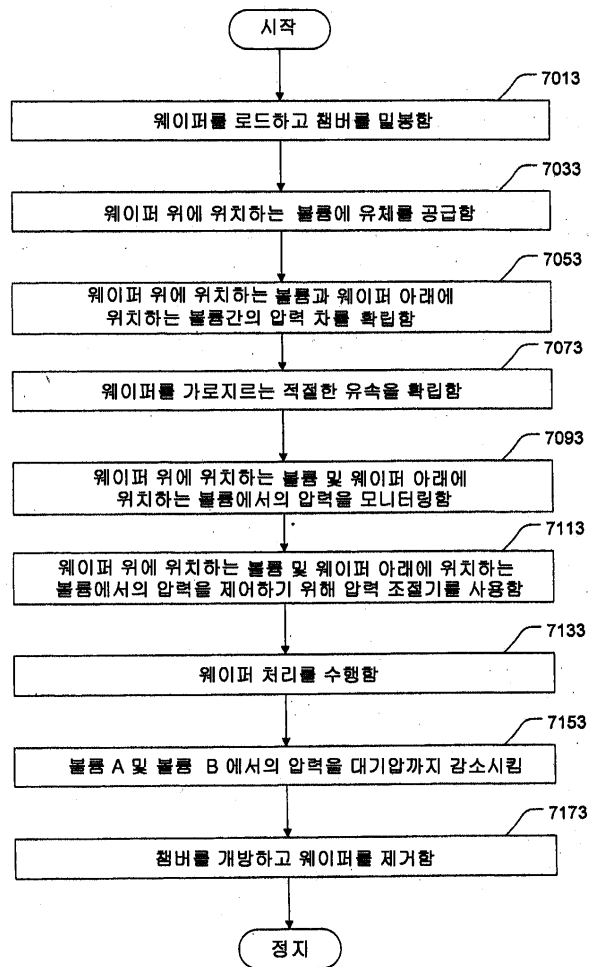 시작
7013
웨이퍼를 로드하고 챔버를 밀봉함
7033
웨이퍼 위에 위치하는 볼륨에 유체를 공급함
7053
웨이퍼 위에 위치하는 볼륨과 웨이퍼 아래에
위치하는 볼륨간의 압력 차를 확립함
7073
웨이퍼를 가로지르는 적절한 유속을 확립함
7093
웨이퍼 위에 위치하는 볼륨 및 웨이퍼 아래에
위치하는 볼륨에서의 압력을 모니터링함
7113
웨이퍼 위에 위치하는 볼륨 및 웨이퍼 아래에 위치하는
볼륨에서의 압력을 제어하기 위해 압력 조절기를 사용함
7133
웨이퍼 처리를 수행함
7153
볼륨 A 및 볼륨 B 에서의 압력을 대기압까지 감소시킴
7173
챔버를 개방하고 웨이퍼를 제거함
정지